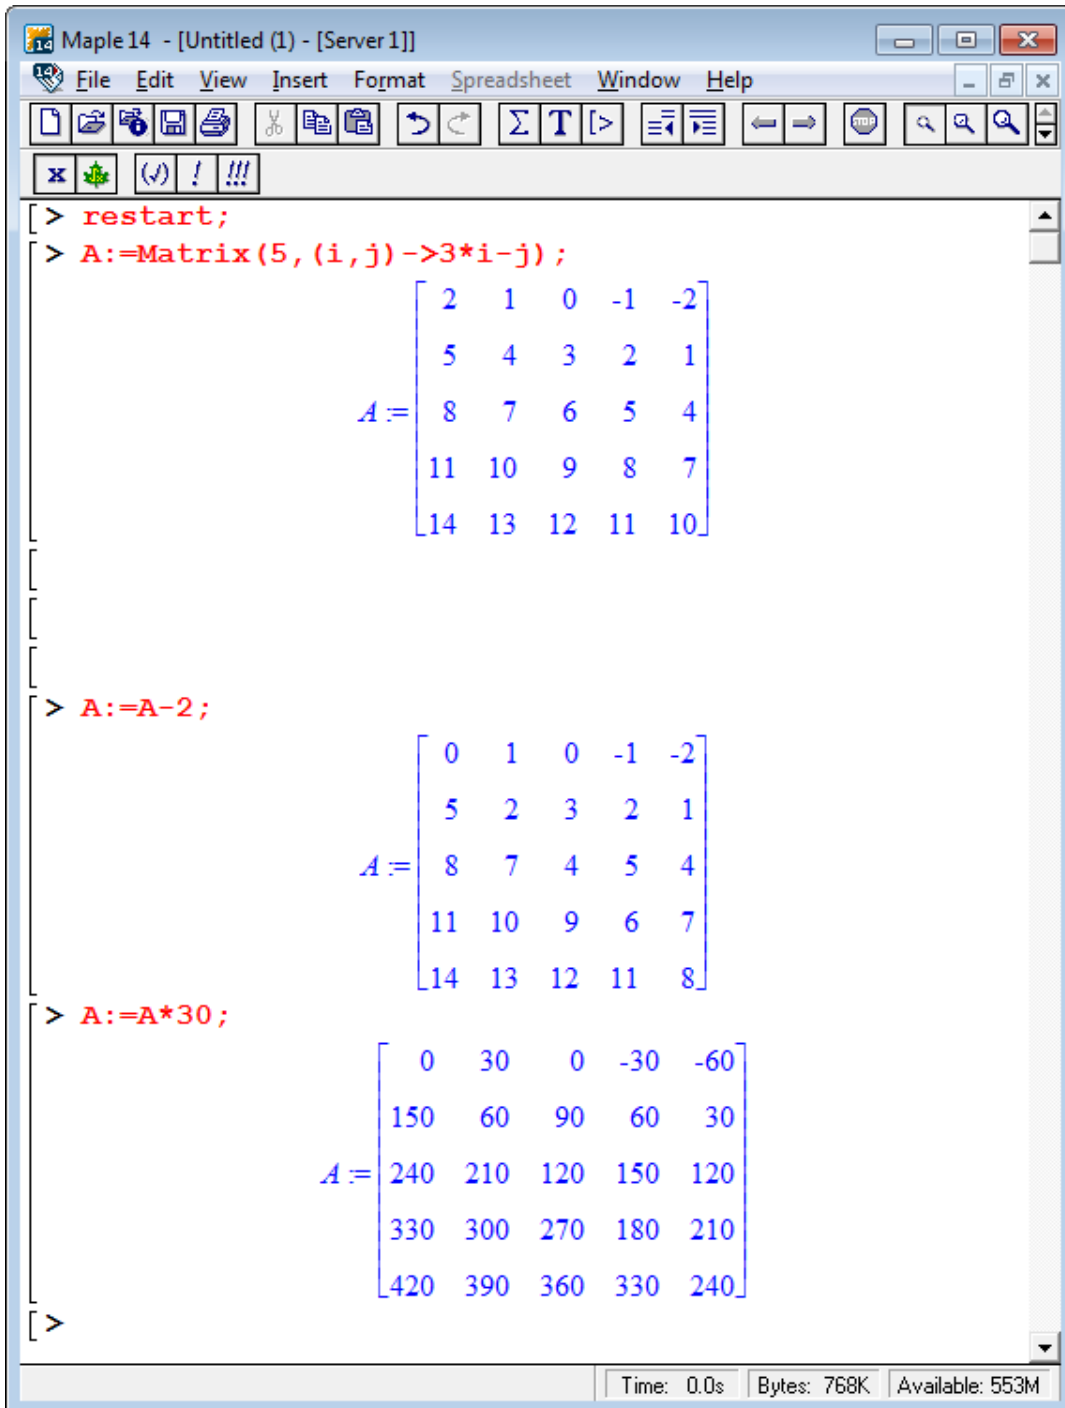 Maple 14 - [Untitled (1) - [Server 1]]
File Edit View Insert Format Spreadsheet Window Help
Σ T [>
STOP
x (√) ! !!!
[> restart;
[> A:=Matrix(5,(i,j)->3*i-j);
2 1 0 -1 -2
5 4 3 2 1
A := 8 7 6 5 4
11 10 9 8 7
14 13 12 11 10
[> A:=A-2;
0 1 0 -1 -2
5 2 3 2 1
A := 8 7 4 5 4
11 10 9 6 7
14 13 12 11 8
[> A:=A*30;
0 30 0 -30 -60
150 60 90 60 30
A := 240 210 120 150 120
330 300 270 180 210
420 390 360 330 240
[>
Time: 0.0s Bytes: 768K Available: 553M